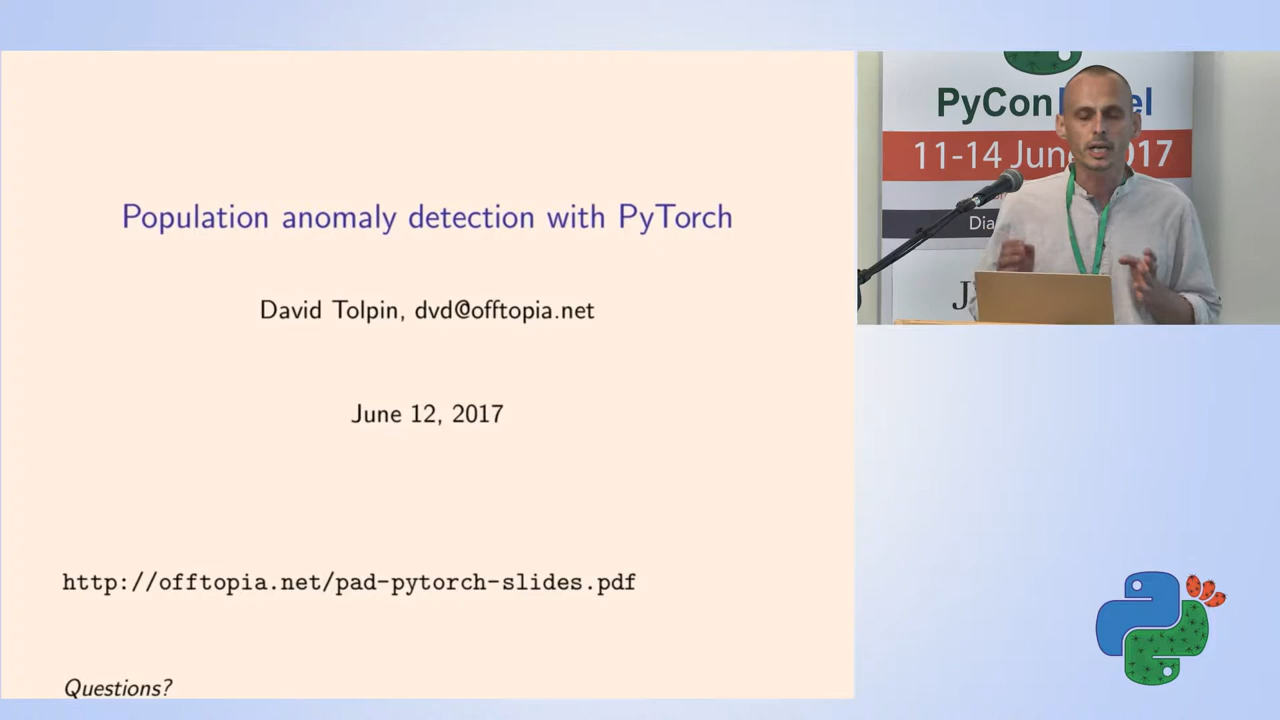 Population anomaly detection with PyTorch
David Tolpin, dvd@offtopia.net
June 12, 2017
http://offtopia.net/pad-pytorch-slides.pdf
Questions?
PyCon
11-14 June 2017